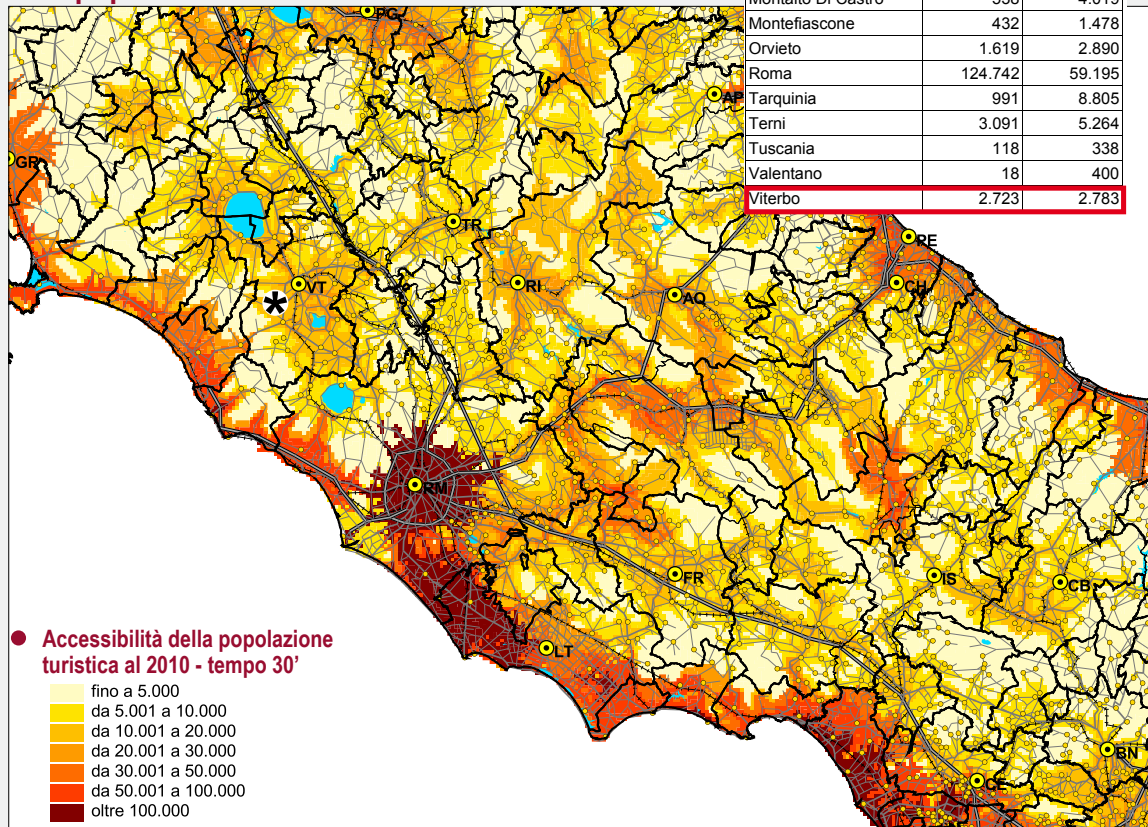 Montefiascone 432 1.478
Orvieto 1.619 2.890
Roma 124.742 59.195
Tarquinia 991 8.805
Terni 3.091 5.264
Tuscania 118 338
Valentano 18 400
Viterbo 2.723 2.783
PG
AP
GR
TR
PE
VT
RI
AQ
CH
*
RM
FR
IS
CB
LT
BN
CE
● Accessibilità della popolazione
turistica al 2010 - tempo 30’
fino a 5.000
da 5.001 a 10.000
da 10.001 a 20.000
da 20.001 a 30.000
da 30.001 a 50.000
da 50.001 a 100.000
oltre 100.000